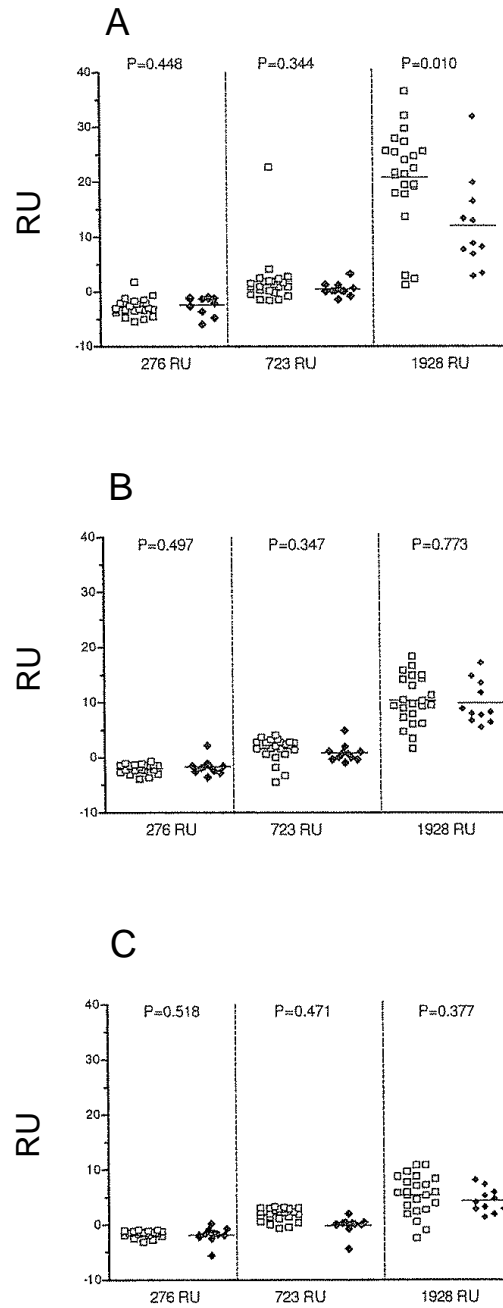 A
P=0.448 P=0.344 P=0.010
40
30
20
10
0
-10
RU
276 RU 723 RU 1928 RU
B
P=0.497 P=0.347 P=0.773
40
30
20
10
0
-10
RU
276 RU 723 RU 1928 RU
C
P=0.518 P=0.471 P=0.377
40
30
20
10
0
-10
RU
276 RU 723 RU 1928 RU